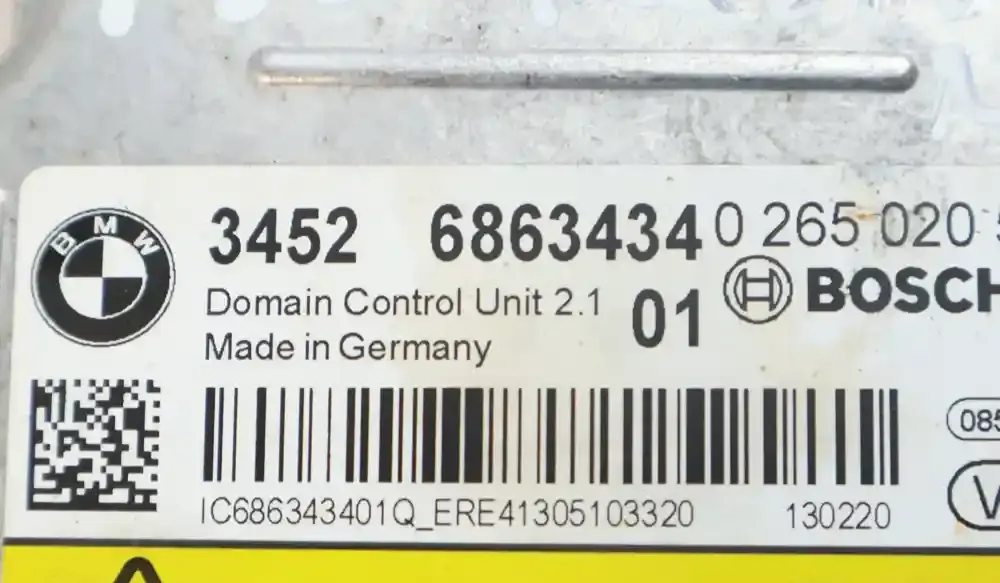 BMW
3452 6863434 0 265 020
Domain Control Unit 2.1 01 BOSCH
Made in Germany
IC686343401Q_ERE41305103320 130220